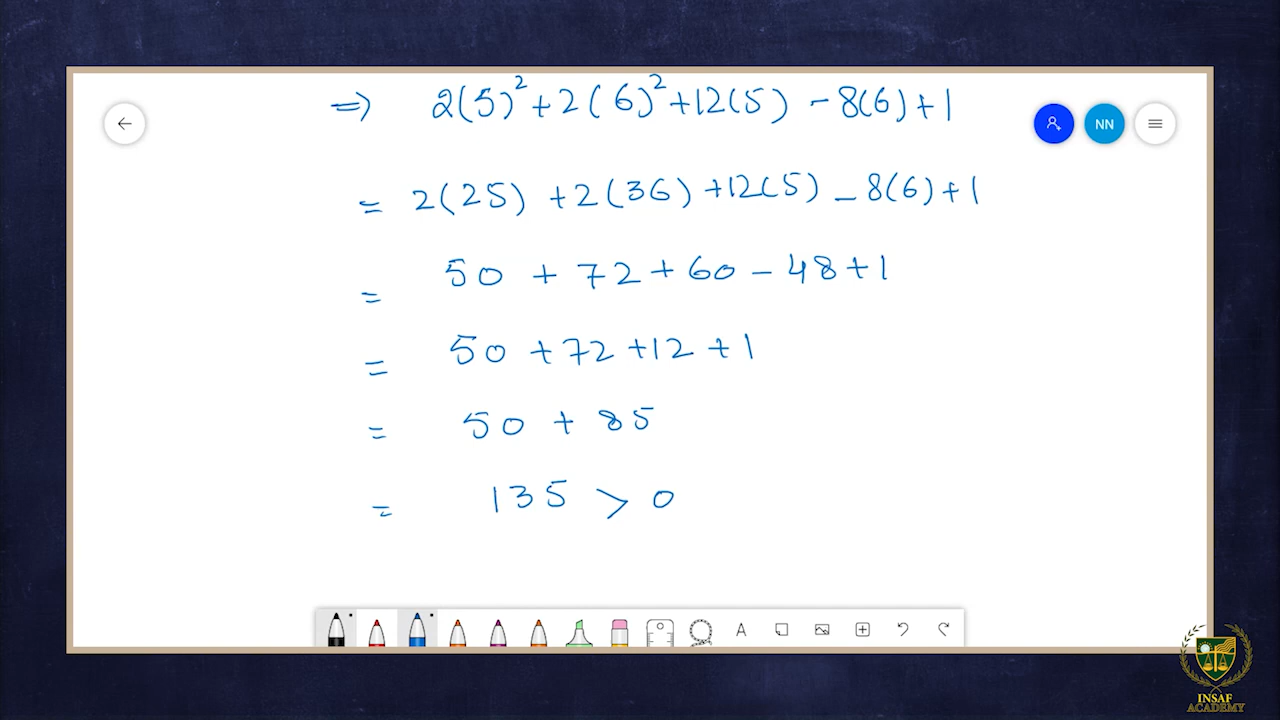 ⇒ 2(5)² + 2(6)² + 12(5) - 8(6) + 1
= 2(25) + 2(36) + 12(5) - 8(6) + 1
= 50 + 72 + 60 - 48 + 1
= 50 + 72 + 12 + 1
= 50 + 85
= 135 > 0
NN
A
INSAF
ACADEMY